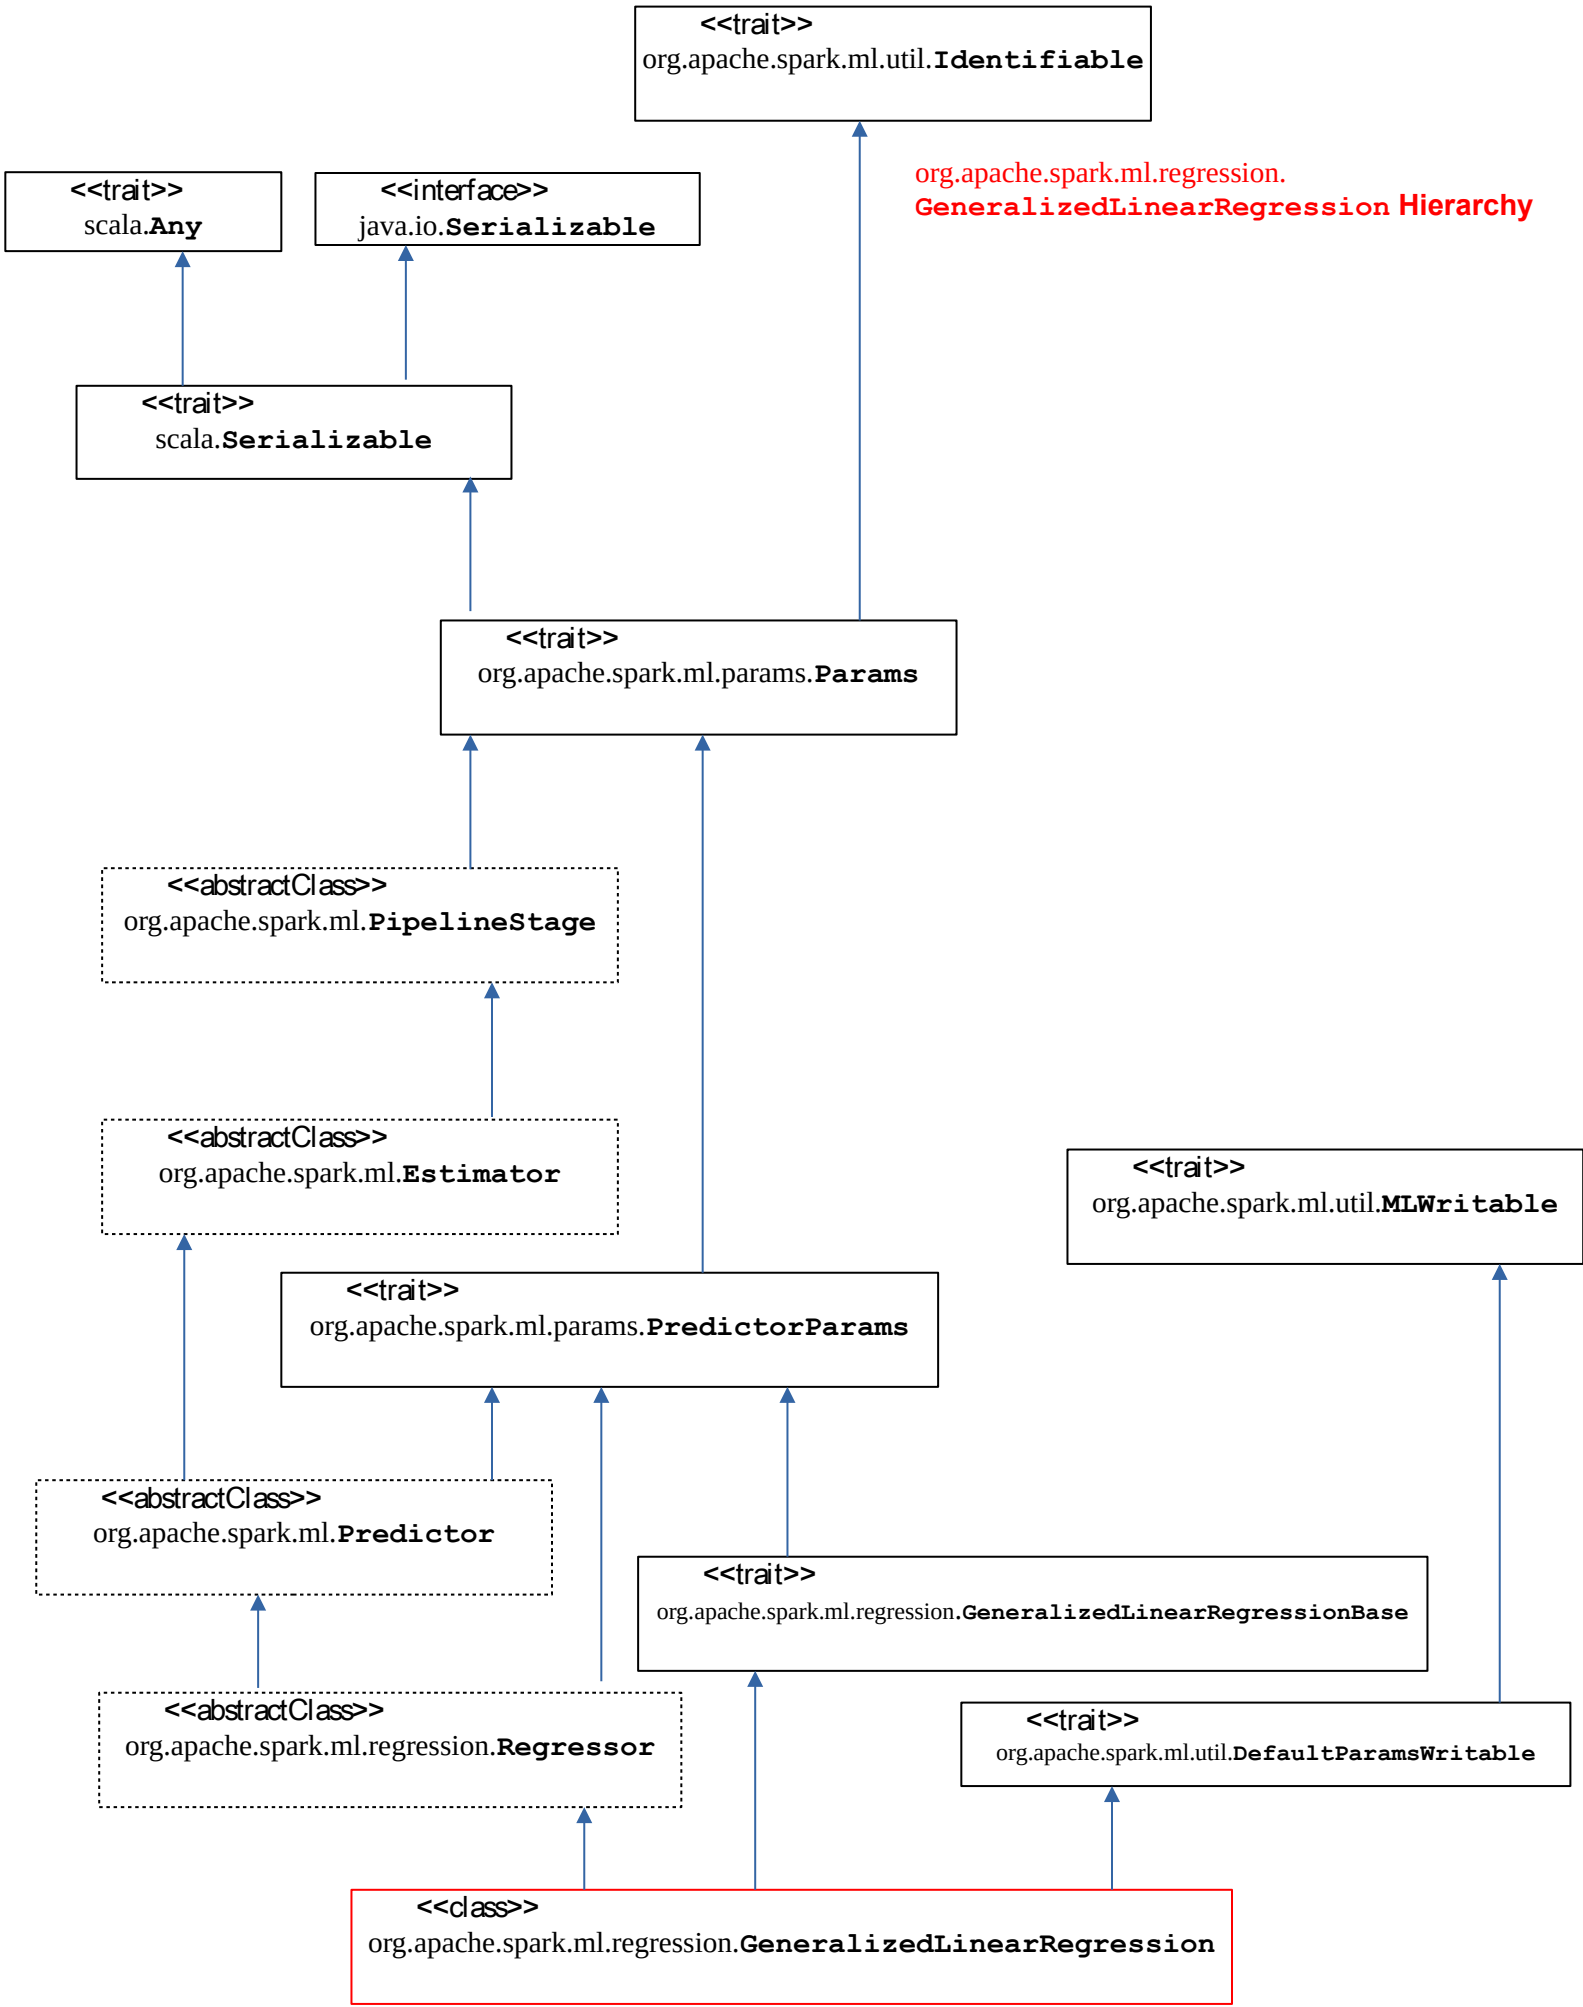 <<trait>>
org.apache.spark.ml.util.Identifiable
org.apache.spark.ml.regression.
GeneralizedLinearRegression Hierarchy
<<trait>>
scala.Any
<<interface>>
java.io.Serializable
<<trait>>
scala.Serializable
<<trait>>
org.apache.spark.ml.params.Params
<<abstractClass>>
org.apache.spark.ml.PipelineStage
<<abstractClass>>
org.apache.spark.ml.Estimator
<<trait>>
org.apache.spark.ml.util.MLWritable
<<trait>>
org.apache.spark.ml.params.PredictorParams
<<abstractClass>>
org.apache.spark.ml.Predictor
<<trait>>
org.apache.spark.ml.regression.GeneralizedLinearRegressionBase
<<abstractClass>>
org.apache.spark.ml.regression.Regressor
<<trait>>
org.apache.spark.ml.util.DefaultParamsWritable
<<class>>
org.apache.spark.ml.regression.GeneralizedLinearRegression